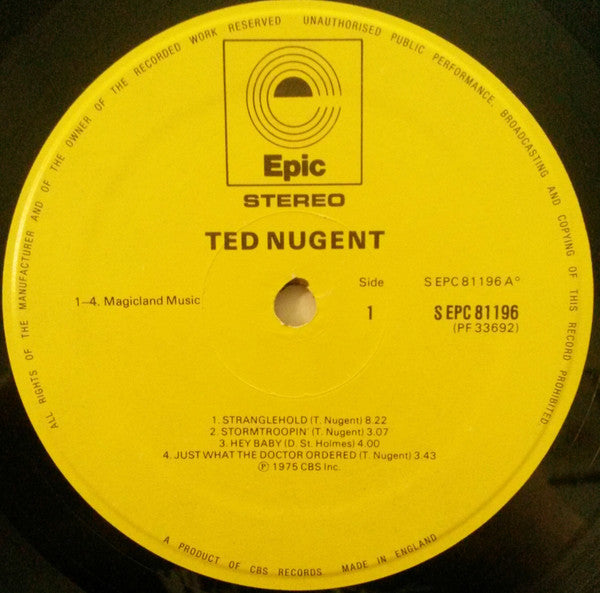 ALL RIGHTS OF THE MANUFACTURER AND OF THE OWNER OF THE RECORDED WORK RESERVED UNAUTHORISED PUBLIC PERFORMANCE, BROADCASTING AND COPYING OF THIS RECORD PROHIBITED
Epic
STEREO
TED NUGENT
1–4. Magicland Music
Side
1
S EPC 81196 A°
S EPC 81196
(PF 33692)
1. STRANGLEHOLD (T. Nugent) 8.22
2. STORMTROOPIN' (T. Nugent) 3.07
3. HEY BABY (D. St. Holmes) 4.00
4. JUST WHAT THE DOCTOR ORDERED (T. Nugent) 3.43
℗ 1975 CBS Inc.
A PRODUCT OF CBS RECORDS MADE IN ENGLAND